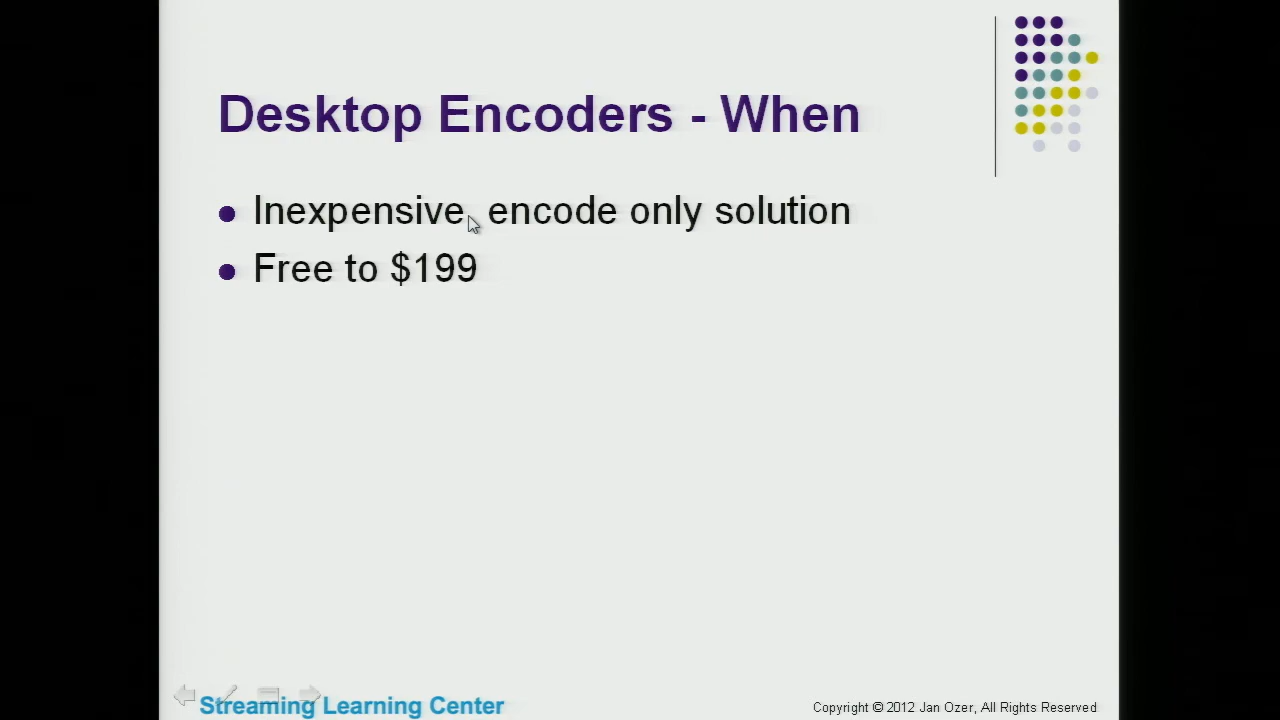 Desktop Encoders - When
Inexpensive, encode only solution
Free to $199
Streaming Learning Center
Copyright © 2012 Jan Ozer, All Rights Reserved